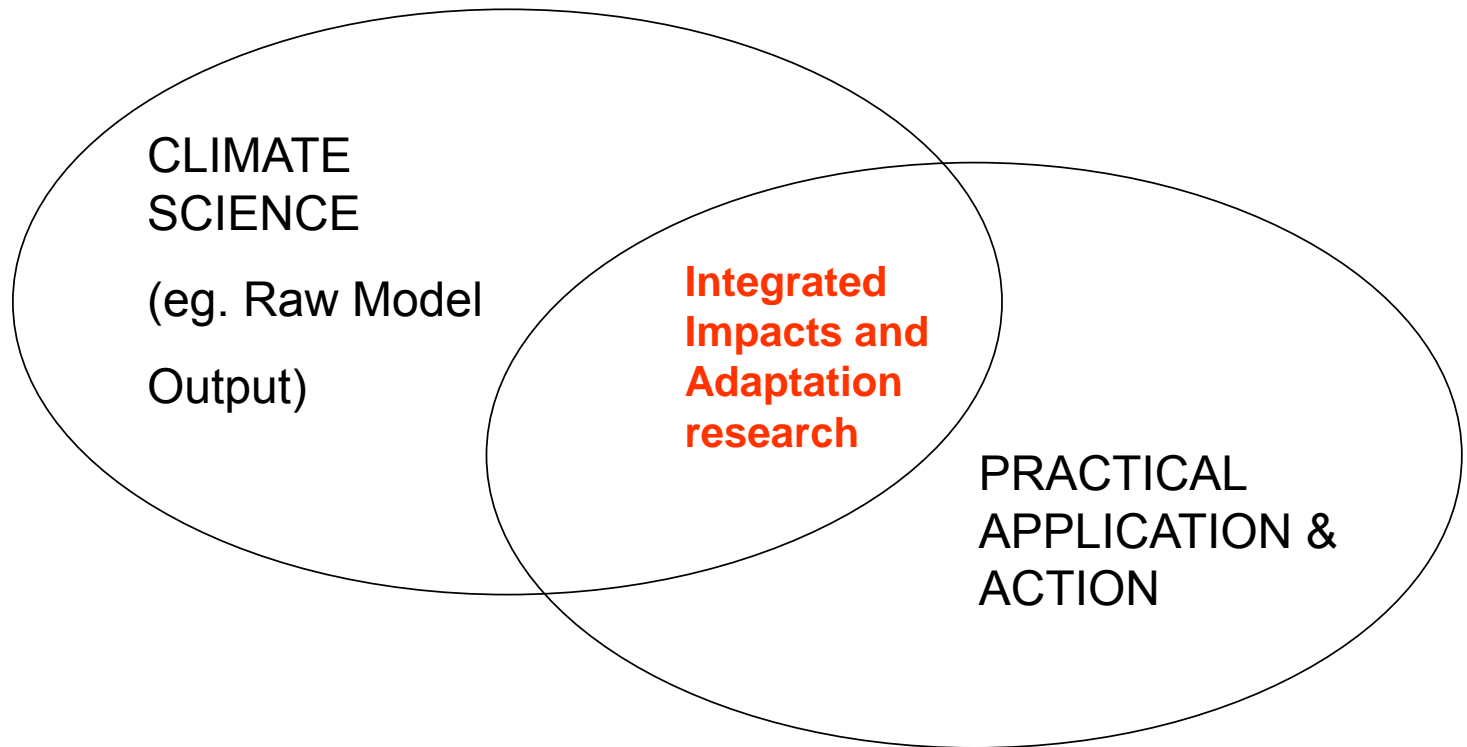 CLIMATE
SCIENCE
(eg. Raw Model
Output)
Integrated
Impacts and
Adaptation
research
PRACTICAL
APPLICATION &
ACTION